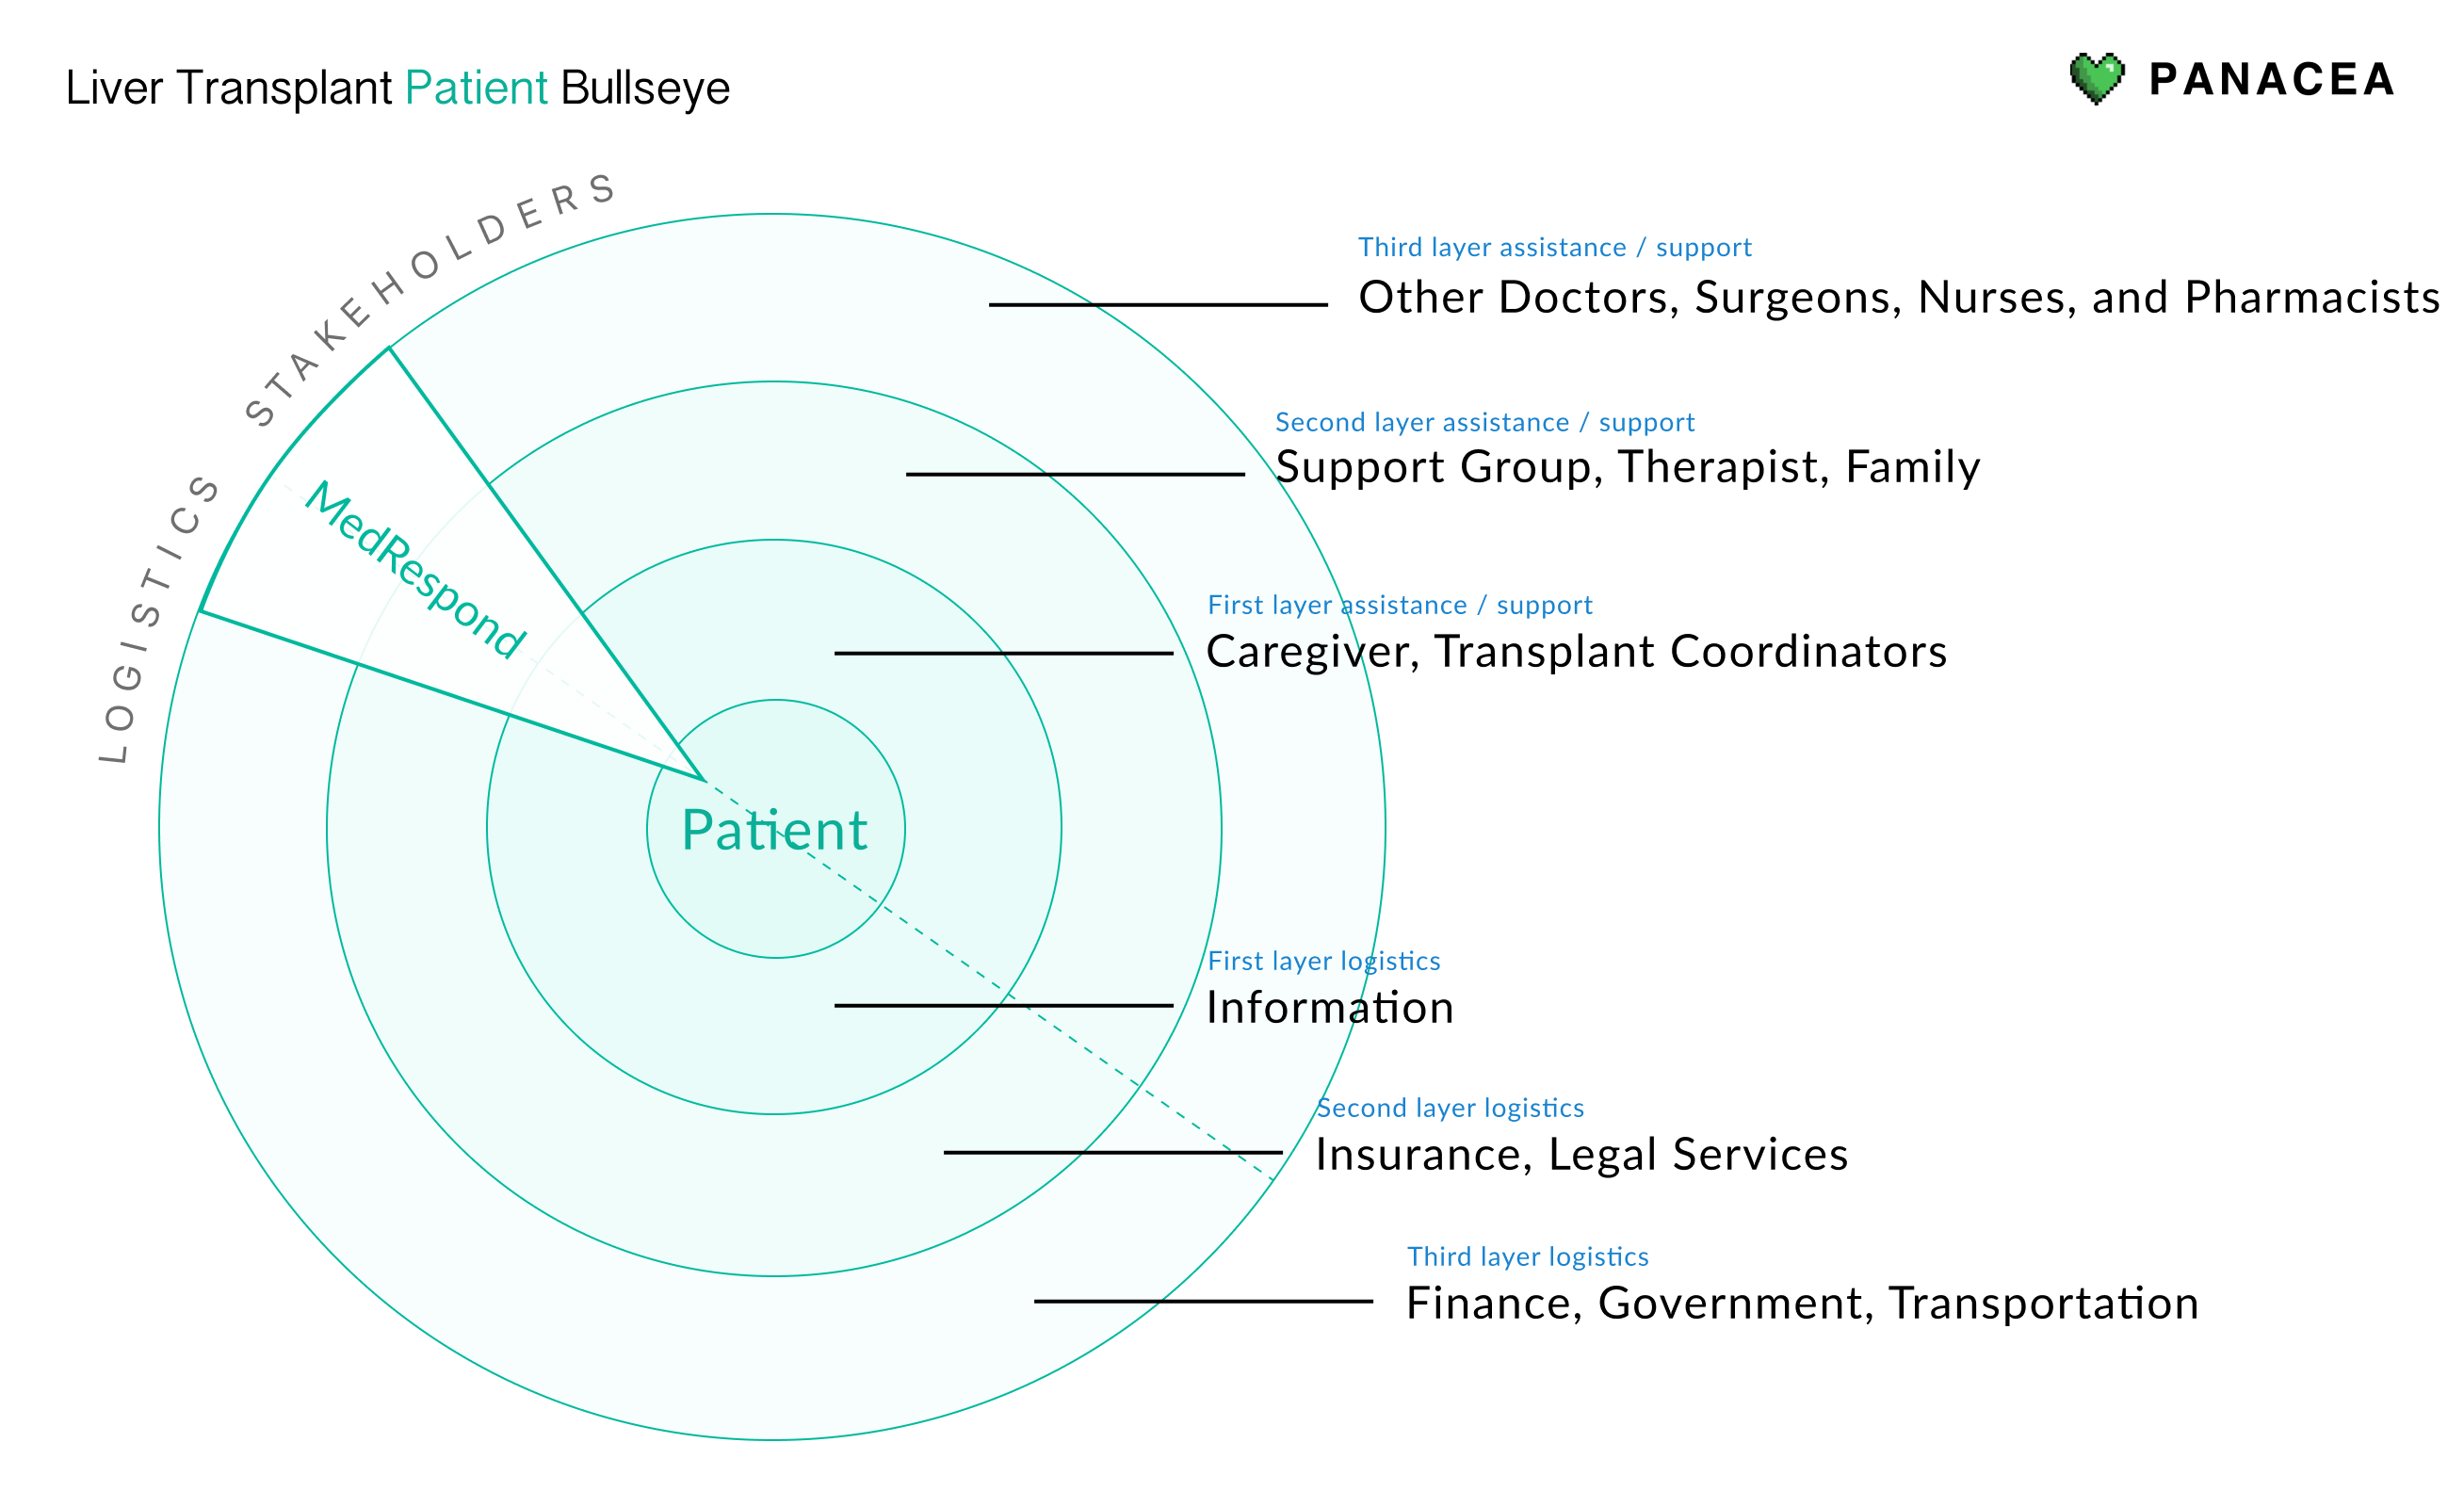 Liver Transplant Patient Bullseye
PANACEA
STAKEHOLDERS
LOGISTICS
MedRespond
Patient
Third layer assistance / support
Other Doctors, Surgeons, Nurses, and Pharmacists
Second layer assistance / support
Support Group, Therapist, Family
First layer assistance / support
Caregiver, Transplant Coordinators
First layer logistics
Information
Second layer logistics
Insurance, Legal Services
Third layer logistics
Finance, Government, Transportation